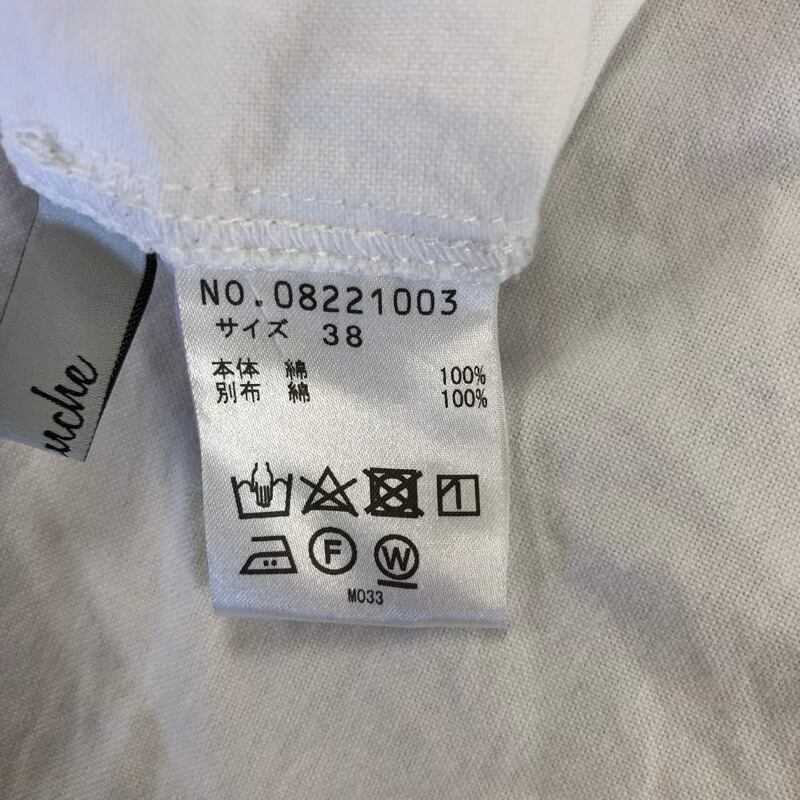 NO.08221003
サイズ 38
本体 綿 100%
別布 綿 100%
F
W
M033
uche